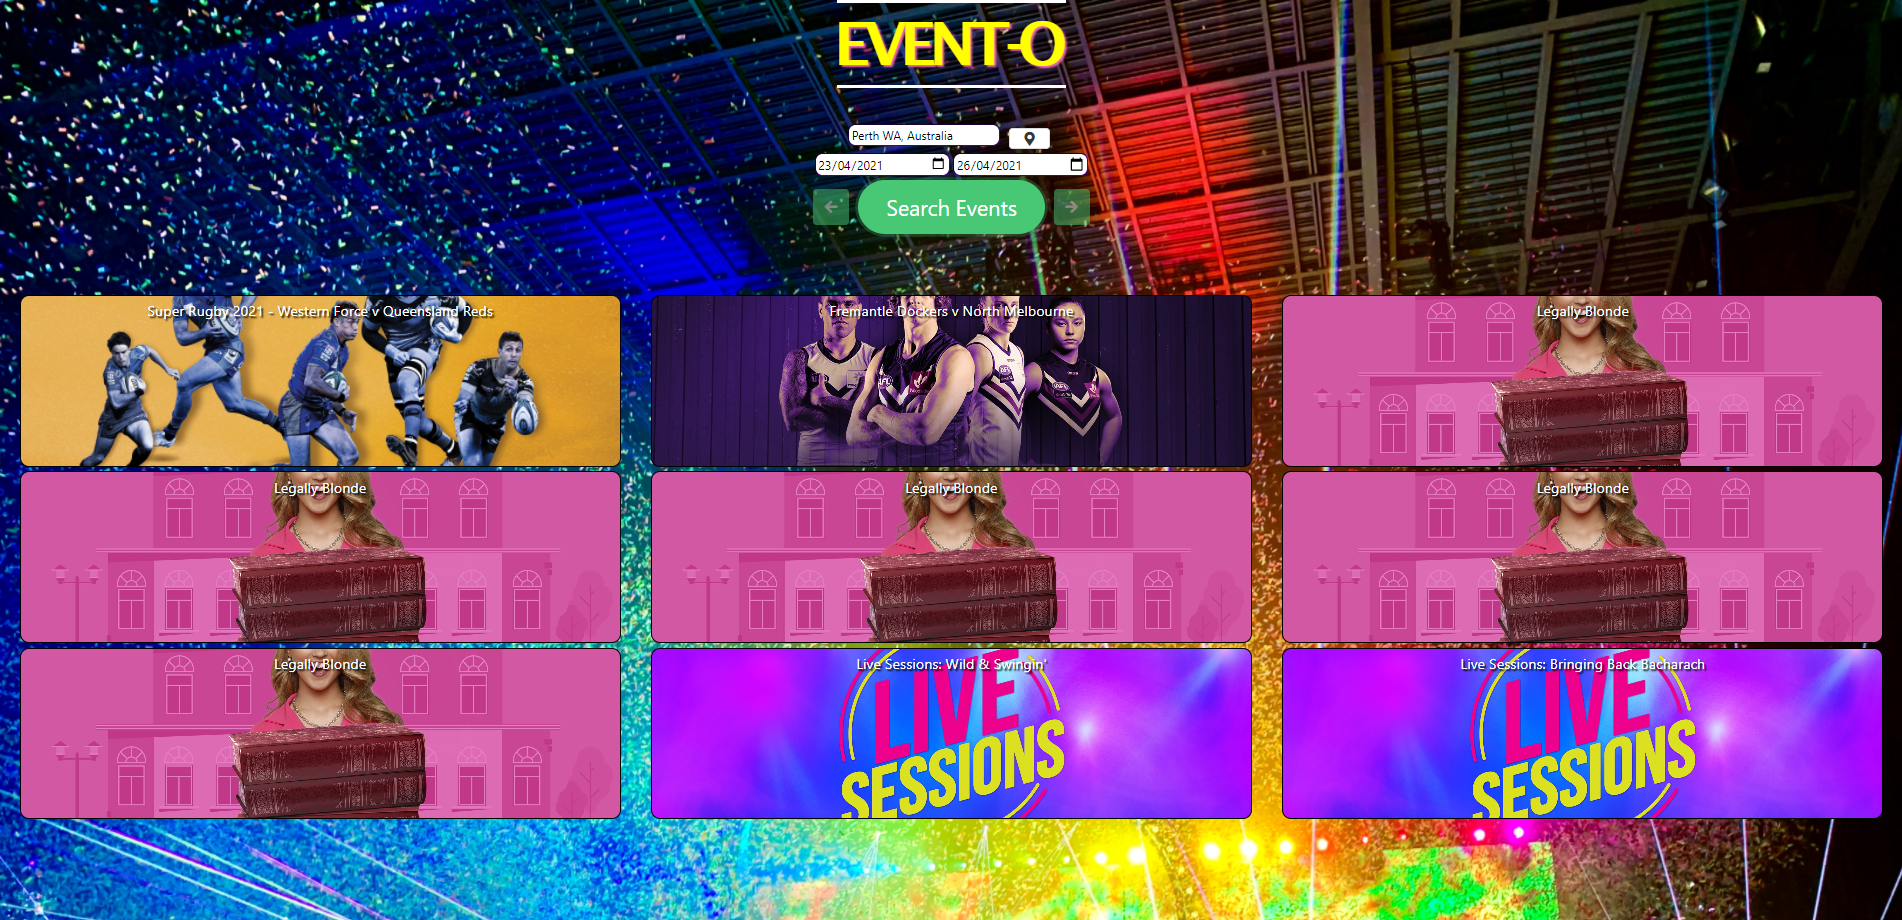 EVENT-O
Perth WA, Australia
23/04/2021 26/04/2021
Search Events
Super Rugby 2021 - Western Force v Queensland Reds
Fremantle Dockers v North Melbourne
Legally Blonde
Legally Blonde
Legally Blonde
Legally Blonde
Legally Blonde
Live Sessions: Wild & Swingin'
LIVE
SESSIONS
Live Sessions: Bringing Back Bacharach
LIVE
SESSIONS